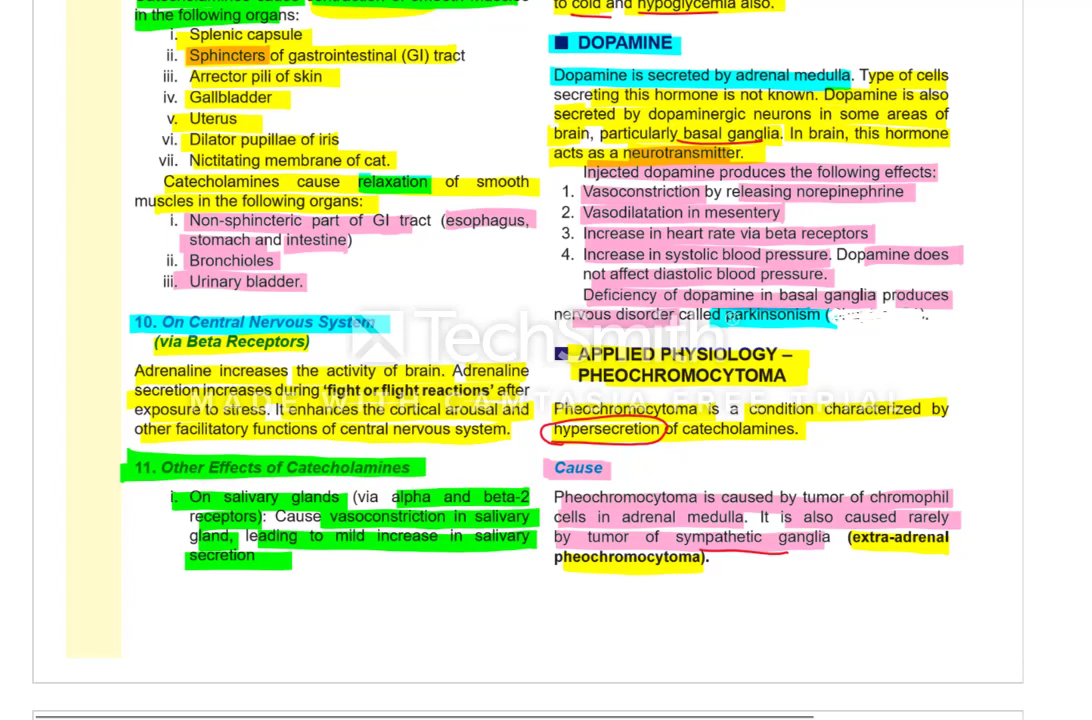 Catecholamines cause contraction of smooth muscles
in the following organs:
i. Splenic capsule
ii. Sphincters of gastrointestinal (GI) tract
iii. Arrector pili of skin
iv. Gallbladder
v. Uterus
vi. Dilator pupillae of iris
vii. Nictitating membrane of cat.
Catecholamines cause relaxation of smooth
muscles in the following organs:
i. Non-sphincteric part of GI tract (esophagus,
stomach and intestine)
ii. Bronchioles
iii. Urinary bladder.
10. On Central Nervous System
(via Beta Receptors)
Adrenaline increases the activity of brain. Adrenaline
secretion increases during 'fight or flight reactions' after
exposure to stress. It enhances the cortical arousal and
other facilitatory functions of central nervous system.
11. Other Effects of Catecholamines
i. On salivary glands (via alpha and beta-2
receptors): Cause vasoconstriction in salivary
gland, leading to mild increase in salivary
secretion
to cold and hypoglycemia also.
■ DOPAMINE
Dopamine is secreted by adrenal medulla. Type of cells
secreting this hormone is not known. Dopamine is also
secreted by dopaminergic neurons in some areas of
brain, particularly basal ganglia. In brain, this hormone
acts as a neurotransmitter.
Injected dopamine produces the following effects:
1. Vasoconstriction by releasing norepinephrine
2. Vasodilatation in mesentery
3. Increase in heart rate via beta receptors
4. Increase in systolic blood pressure. Dopamine does
not affect diastolic blood pressure.
Deficiency of dopamine in basal ganglia produces
nervous disorder called parkinsonism ( ).
■ APPLIED PHYSIOLOGY –
PHEOCHROMOCYTOMA
Pheochromocytoma is a condition characterized by
hypersecretion of catecholamines.
Cause
Pheochromocytoma is caused by tumor of chromophil
cells in adrenal medulla. It is also caused rarely
by tumor of sympathetic ganglia (extra-adrenal
pheochromocytoma).
TechSmith®
MADE WITH CAMTASIA FREE TRIAL